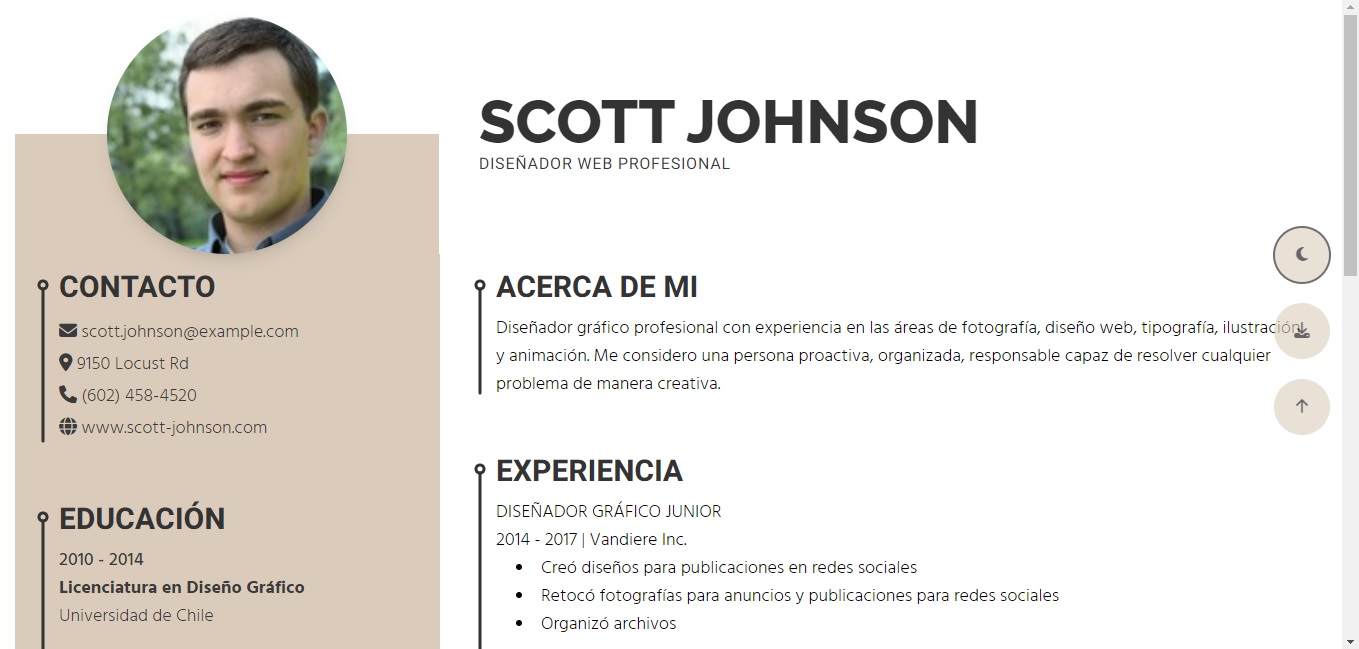 SCOTT JOHNSON
DISEÑADOR WEB PROFESIONAL
CONTACTO
scott.johnson@example.com
9150 Locust Rd
(602) 458-4520
www.scott-johnson.com
EDUCACIÓN
2010 - 2014
Licenciatura en Diseño Gráfico
Universidad de Chile
ACERCA DE MI
Diseñador gráfico profesional con experiencia en las áreas de fotografía, diseño web, tipografía, ilustración
y animación. Me considero una persona proactiva, organizada, responsable capaz de resolver cualquier
problema de manera creativa.
EXPERIENCIA
DISEÑADOR GRÁFICO JUNIOR
2014 - 2017 | Vandiere Inc.
• Creó diseños para publicaciones en redes sociales
• Retocó fotografías para anuncios y publicaciones para redes sociales
• Organizó archivos